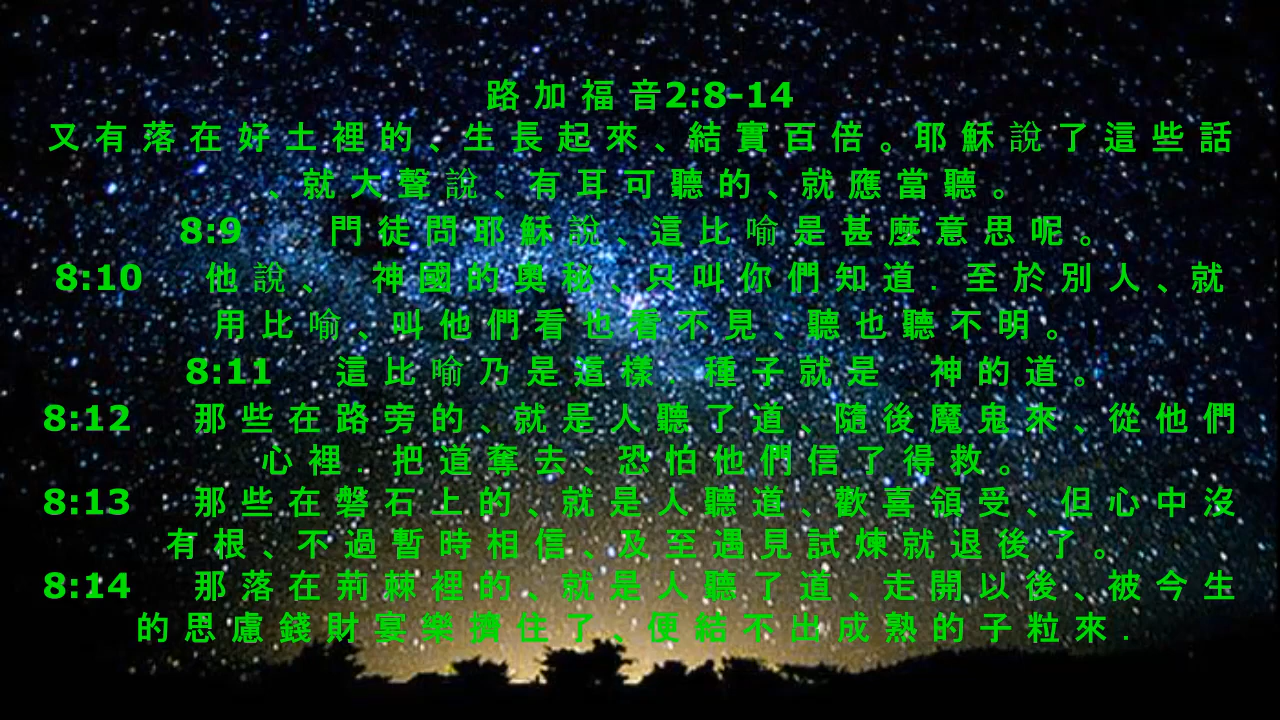 路 加 福 音2:8-14
又 有 落 在 好 土 裡 的 、生 長 起 來 、結 實 百 倍 。耶 穌 說 了 這 些 話
、就 大 聲 說 、有 耳 可 聽 的 、就 應 當 聽 。
8:9 門 徒 問 耶 穌 說 、這 比 喻 是 甚 麼 意 思 呢 。
8:10 他 說 、 神 國 的 奧 秘 、只 叫 你 們 知 道 . 至 於 別 人 、就
用 比 喻 、叫 他 們 看 也 看 不 見 、聽 也 聽 不 明 。
8:11 這 比 喻 乃 是 這 樣 . 種 子 就 是 神 的 道 。
8:12 那 些 在 路 旁 的 、就 是 人 聽 了 道 、隨 後 魔 鬼 來 、從 他 們
心 裡 . 把 道 奪 去 、恐 怕 他 們 信 了 得 救 。
8:13 那 些 在 磐 石 上 的 、就 是 人 聽 道 、歡 喜 領 受 、但 心 中 沒
有 根 、不 過 暫 時 相 信 、及 至 遇 見 試 煉 就 退 後 了 。
8:14 那 落 在 荊 棘 裡 的 、就 是 人 聽 了 道 、走 開 以 後 、被 今 生
的 思 慮 錢 財 宴 樂 擠 住 了 、便 結 不 出 成 熟 的 子 粒 來 .